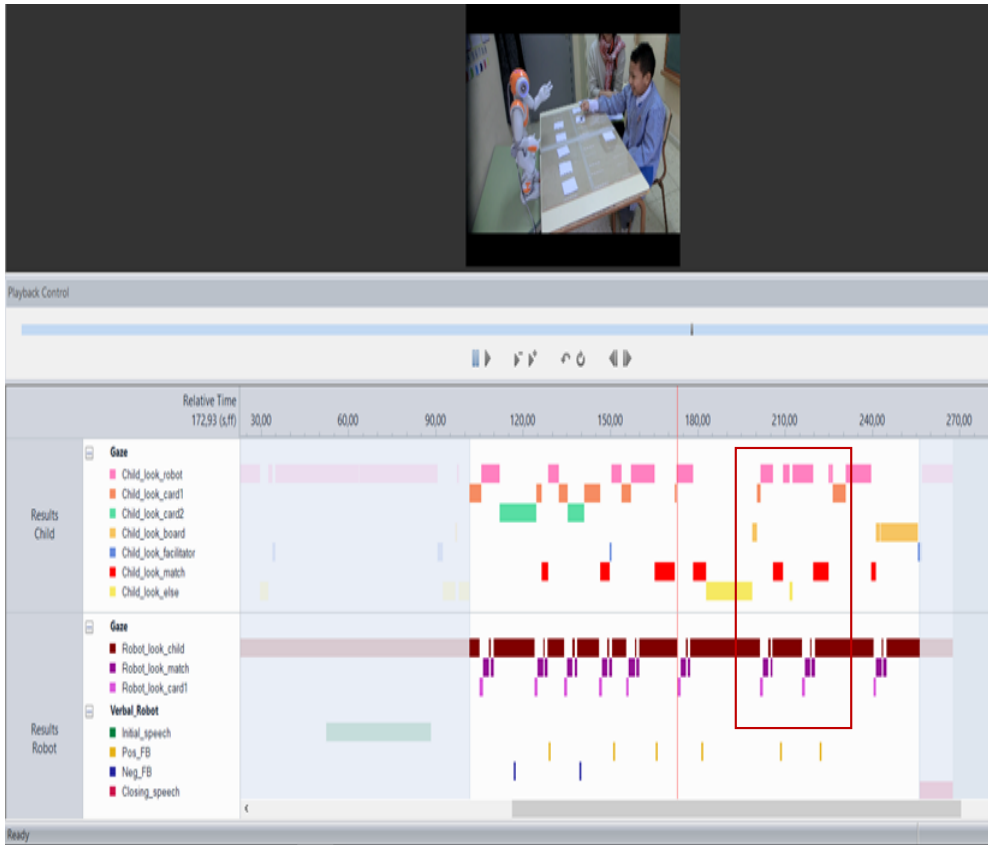 Playback Control
Relative Time
172,93 (s,ff)
30,00 60,00 90,00 120,00 150,00 180,00 210,00 240,00 270,00
Results
Child
Gaze
Child_look_robot
Child_look_card1
Child_look_card2
Child_look_board
Child_look_facilitator
Child_look_match
Child_look_else
Results
Robot
Gaze
Robot_look_child
Robot_look_match
Robot_look_card1
Verbal_Robot
Initial_speech
Pos_FB
Neg_FB
Closing_speech
Ready